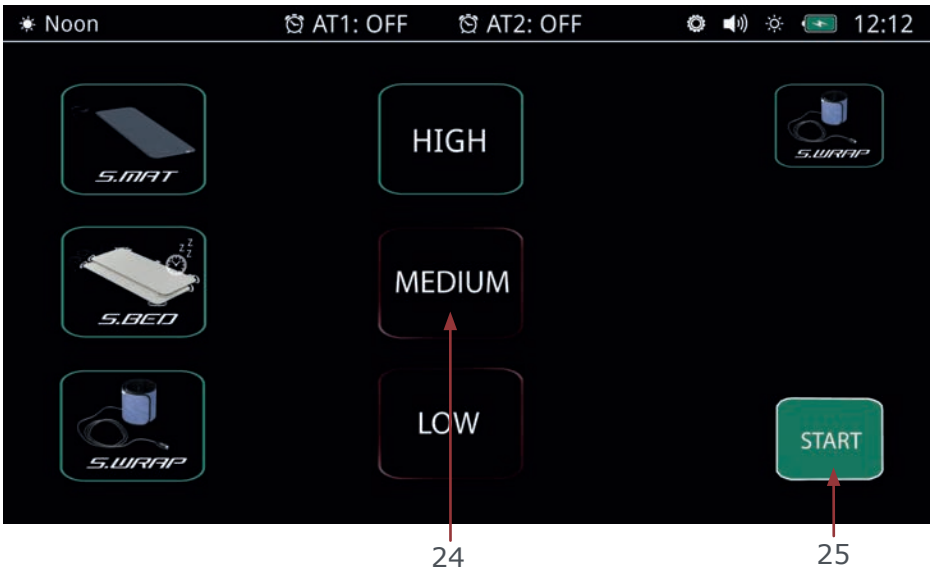 Noon AT1: OFF AT2: OFF 12:12
S.MAT
HIGH
S.WRAP
z z z
S.BED
MEDIUM
S.WRAP
LOW
START
24
25